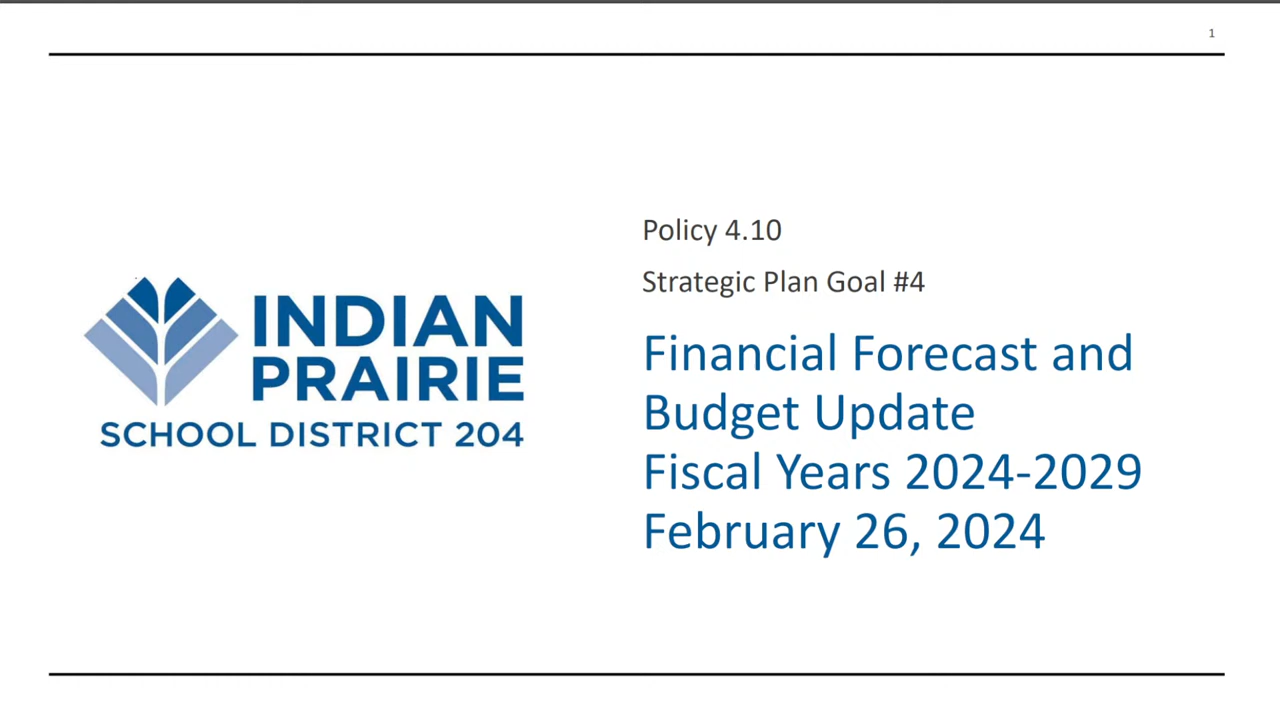 1
INDIAN
PRAIRIE
SCHOOL DISTRICT 204
Policy 4.10
Strategic Plan Goal #4
Financial Forecast and
Budget Update
Fiscal Years 2024-2029
February 26, 2024